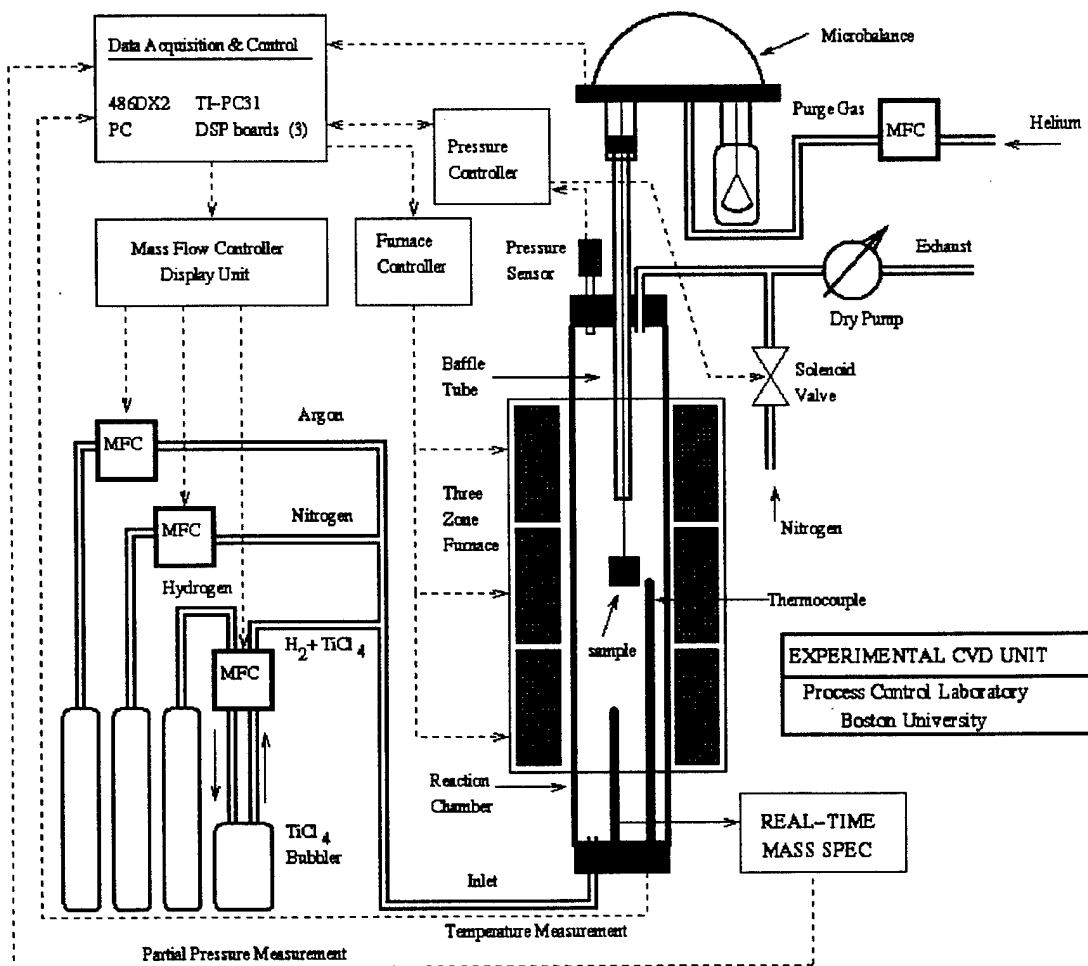 Data Acquisition & Control
486DX2 TI-PC31
PC DSP boards (3)
Microbalance
Purge Gas
MFC
Helium
Pressure
Controller
Mass Flow Controller
Display Unit
Furnace
Controller
Pressure
Sensor
Exhaust
Dry Pump
Baffle
Tube
Solenoid
Valve
Argon
MFC
Nitrogen
MFC
Three
Zone
Furnace
Nitrogen
Hydrogen
H2 + TiCl4
MFC
Thermocouple
sample
EXPERIMENTAL CVD UNIT
Process Control Laboratory
Boston University
Reaction
Chamber
REAL-TIME
MASS SPEC
TiCl4
Bubbler
Inlet
Temperature Measurement
Partial Pressure Measurement